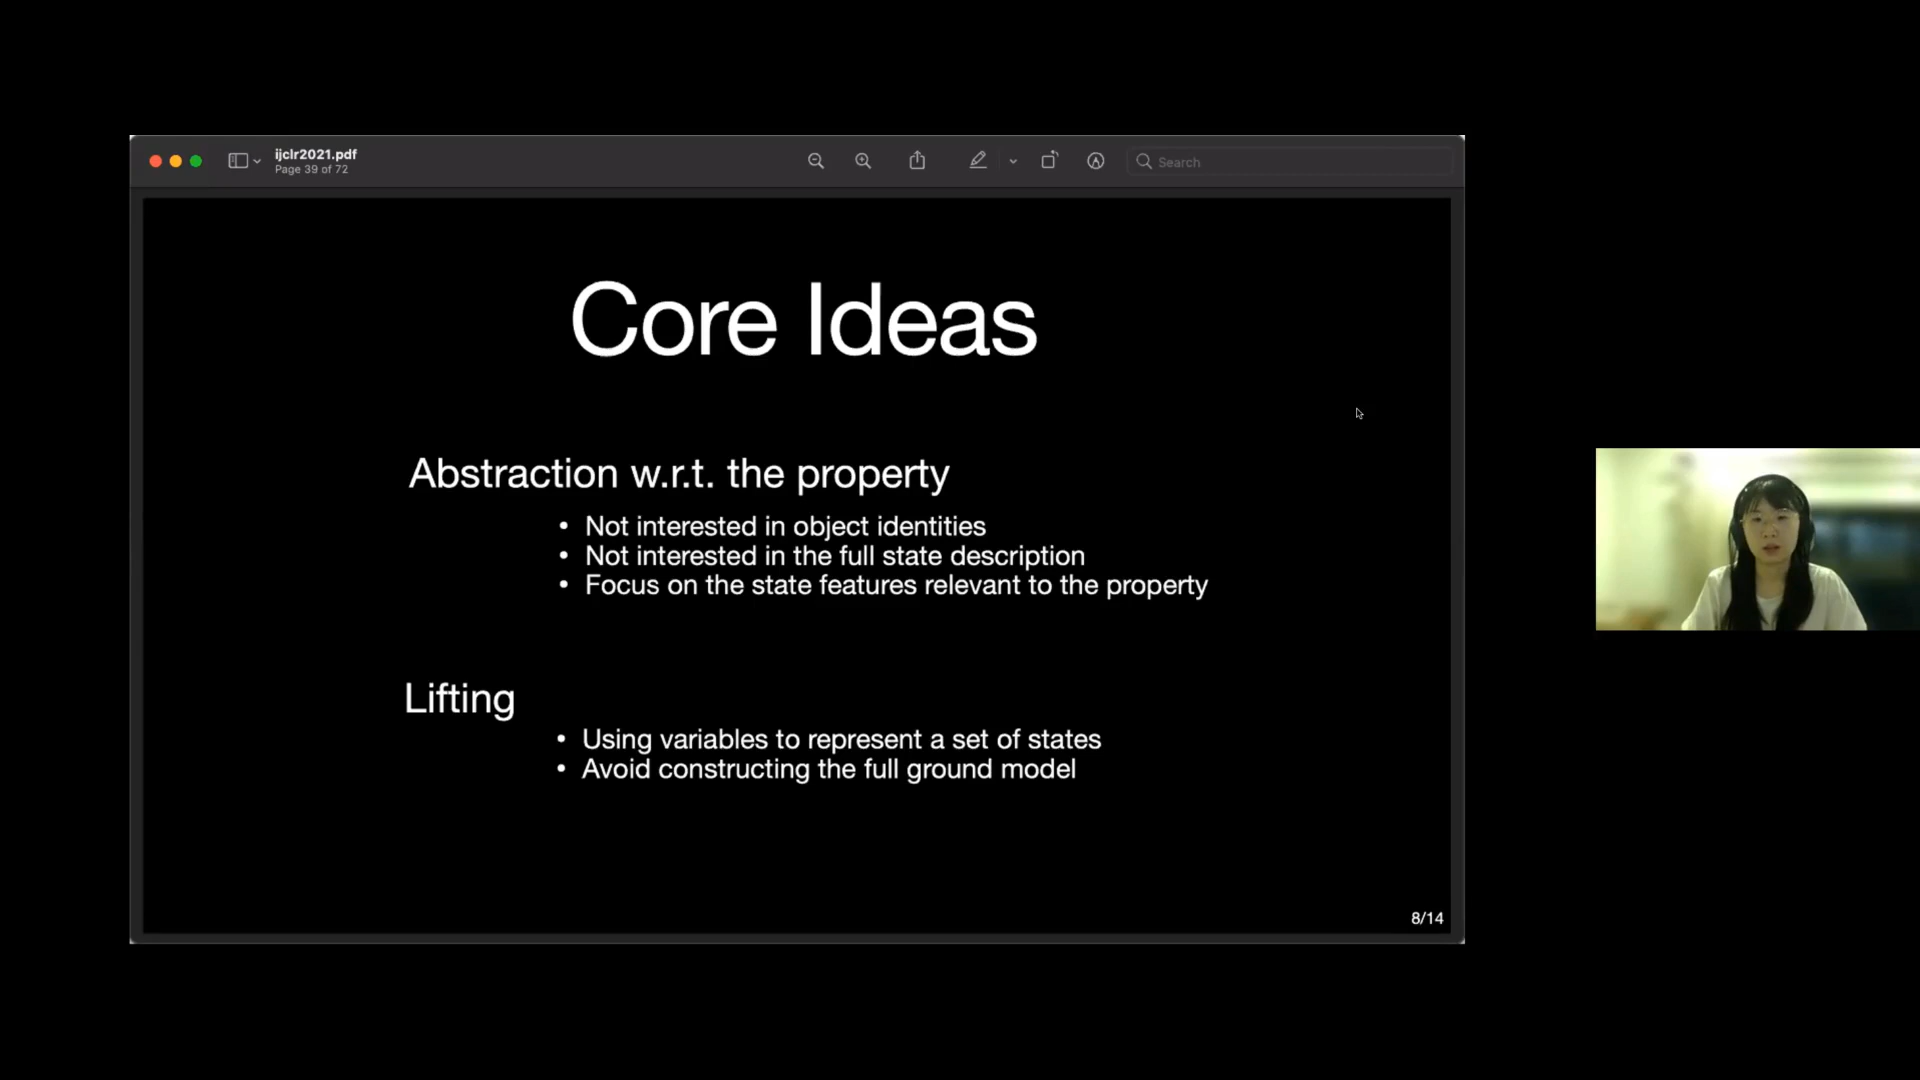 ijclr2021.pdf
Page 39 of 72
Search
Core Ideas
Abstraction w.r.t. the property
• Not interested in object identities
• Not interested in the full state description
• Focus on the state features relevant to the property
Lifting
• Using variables to represent a set of states
• Avoid constructing the full ground model
8/14